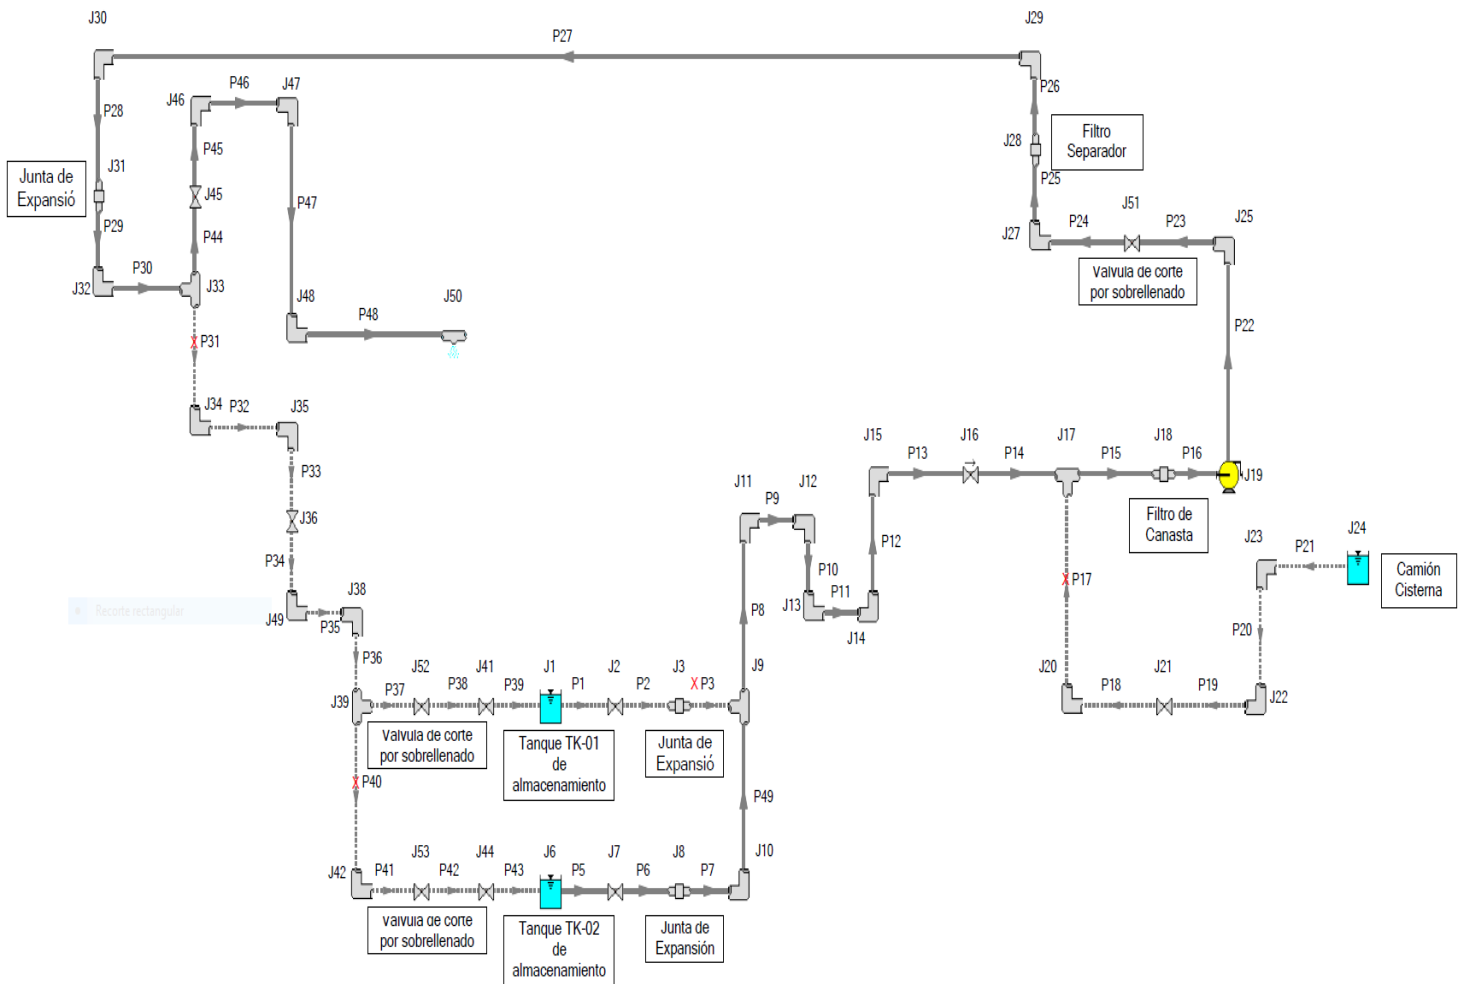 J30
J29
P27
J46
P46
J47
P26
P28
J28
Filtro
Separador
P45
J31
Junta de
Expansió
P25
J45
P47
J51
J25
P29
P44
J27
P24
P23
P30
J32
J33
Valvula de corte
por sobrellenado
J48
P48
J50
P31
P22
J34
P32
J35
J15
J16
J17
J18
P33
P13
P14
P15
P16
J19
J11
P9
J12
J36
Filtro de
Canasta
J24
J23
P21
P12
P34
P10
Camión
Cisterna
P17
J38
P11
J13
Recorte rectangular
J49
P35
P8
J14
P20
P36
J52
J41
J1
J2
J3
J9
J20
J21
P37
P38
P39
P1
P2
X P3
P18
P19
J39
J22
Valvula de corte
por sobrellenado
Tanque TK-01
de
almacenamiento
Junta de
Expansió
P40
P49
J53
J44
J6
J7
J8
J10
J42
P41
P42
P43
P5
P6
P7
Valvula de corte
por sobrellenado
Tanque TK-02
de
almacenamiento
Junta de
Expansión